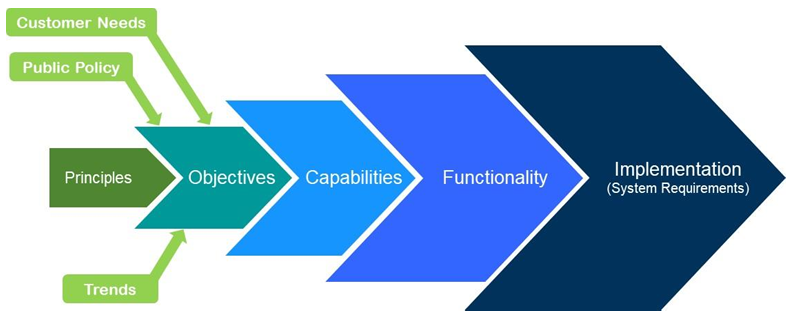 Customer Needs
Public Policy
Principles
Objectives
Capabilities
Functionality
Implementation
(System Requirements)
Trends